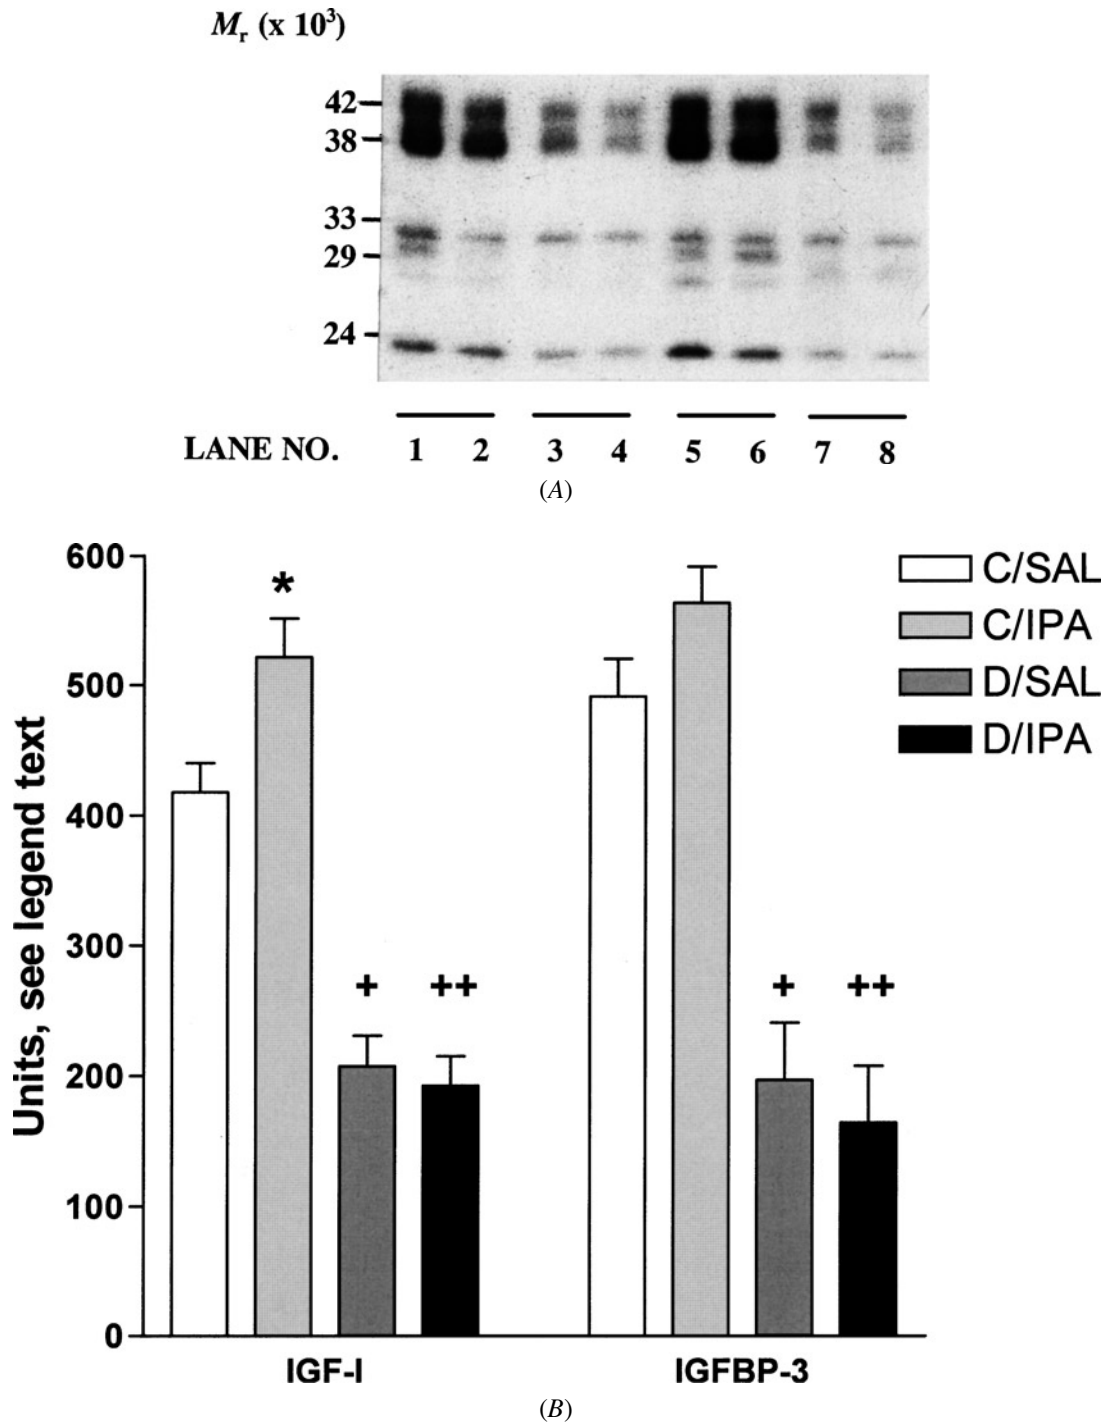 Mr (x 10³)
42
38
33
29
24
LANE NO. 1 2 3 4 5 6 7 8
(A)
600
500
400
300
200
100
0
Units, see legend text
*
+ ++ + ++
C/SAL
C/IPA
D/SAL
D/IPA
IGF-I IGFBP-3
(B)